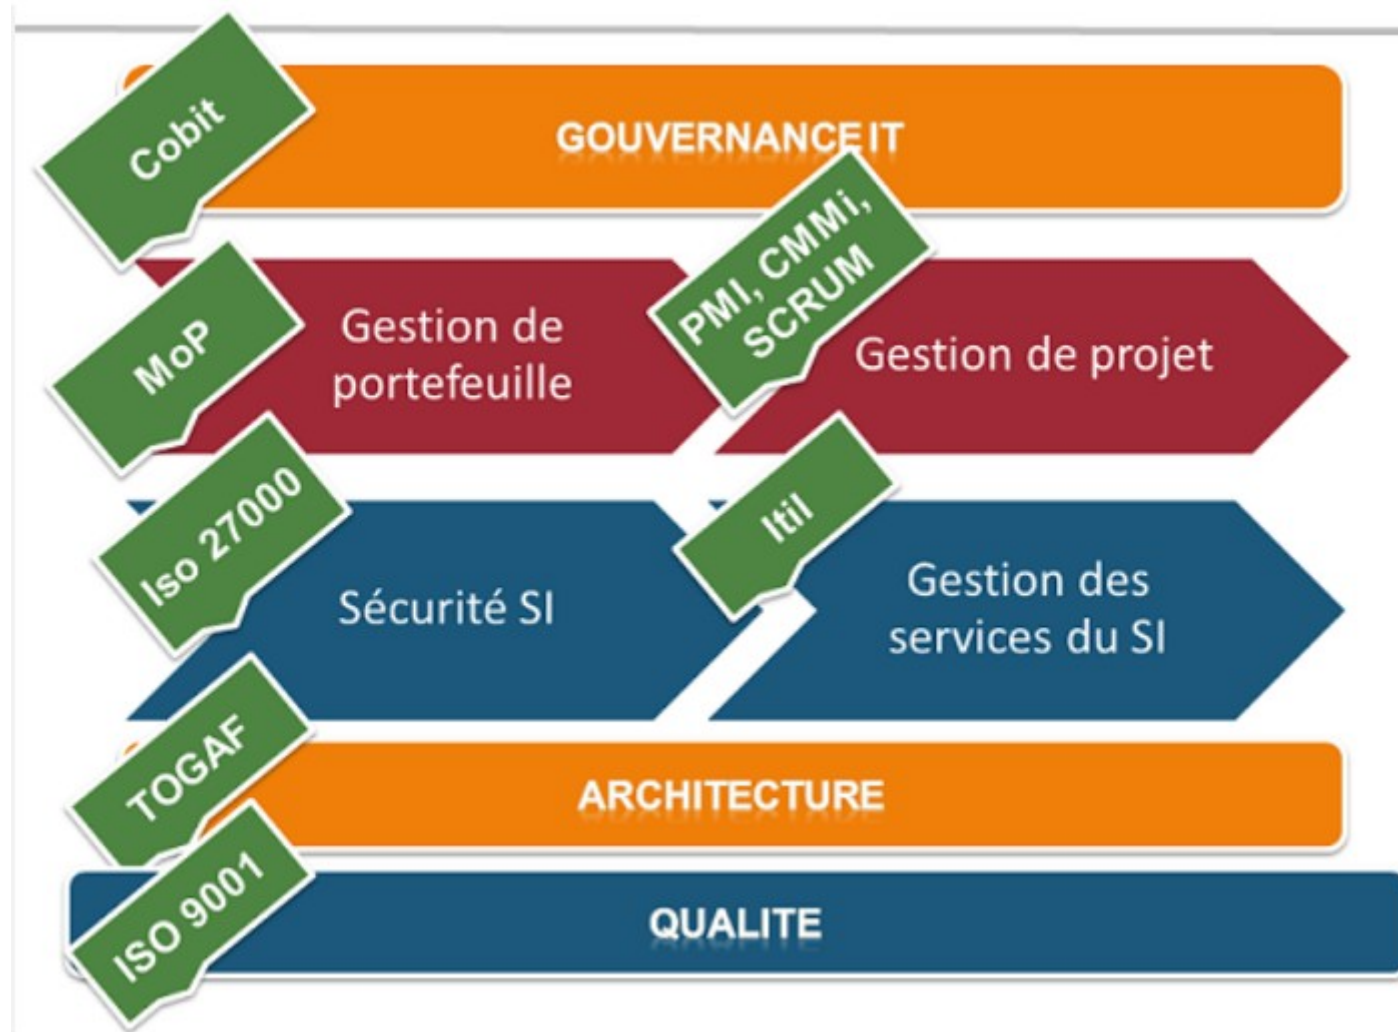 Cobit
GOUVERNANCE IT
MoP
Gestion de
portefeuille
PMI, CMMi,
SCRUM
Gestion de projet
Iso 27000
Sécurité SI
Itil
Gestion des
services du SI
TOGAF
ARCHITECTURE
ISO 9001
QUALITE